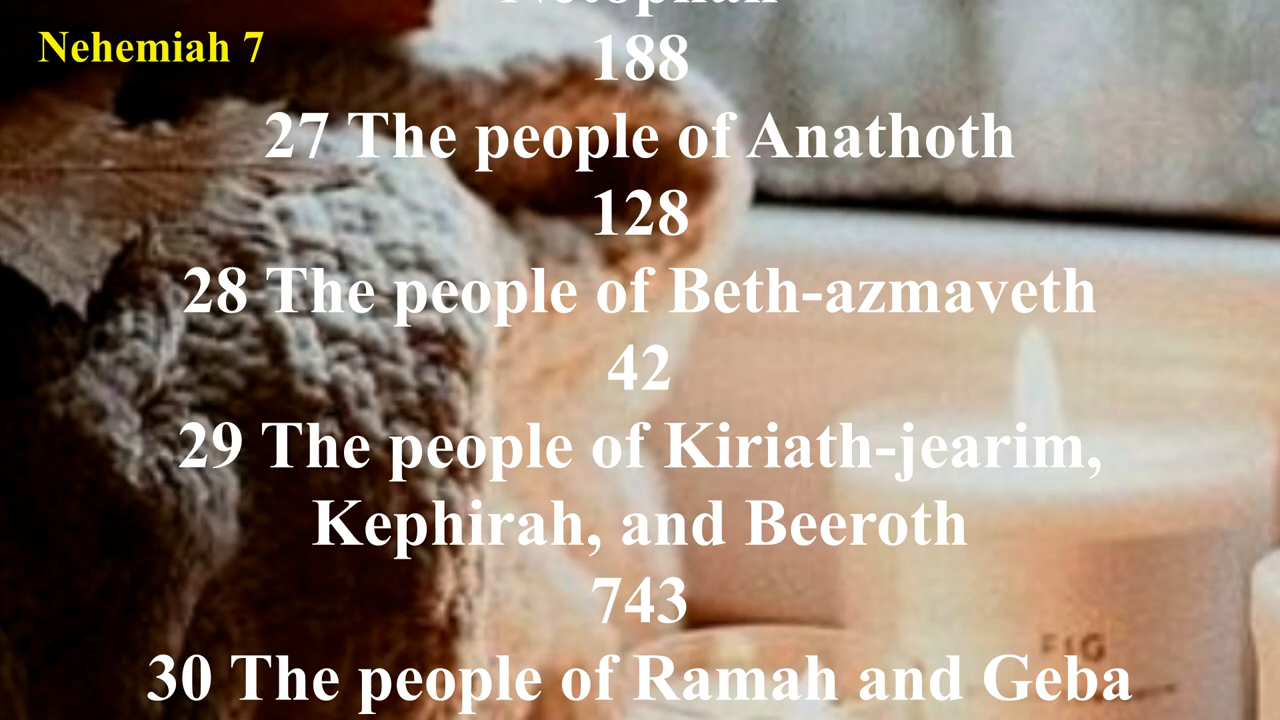 Nehemiah 7
188
27 The people of Anathoth
128
28 The people of Beth-azmaveth
42
29 The people of Kiriath-jearim,
Kephirah, and Beeroth
743
30 The people of Ramah and Geba
FIG